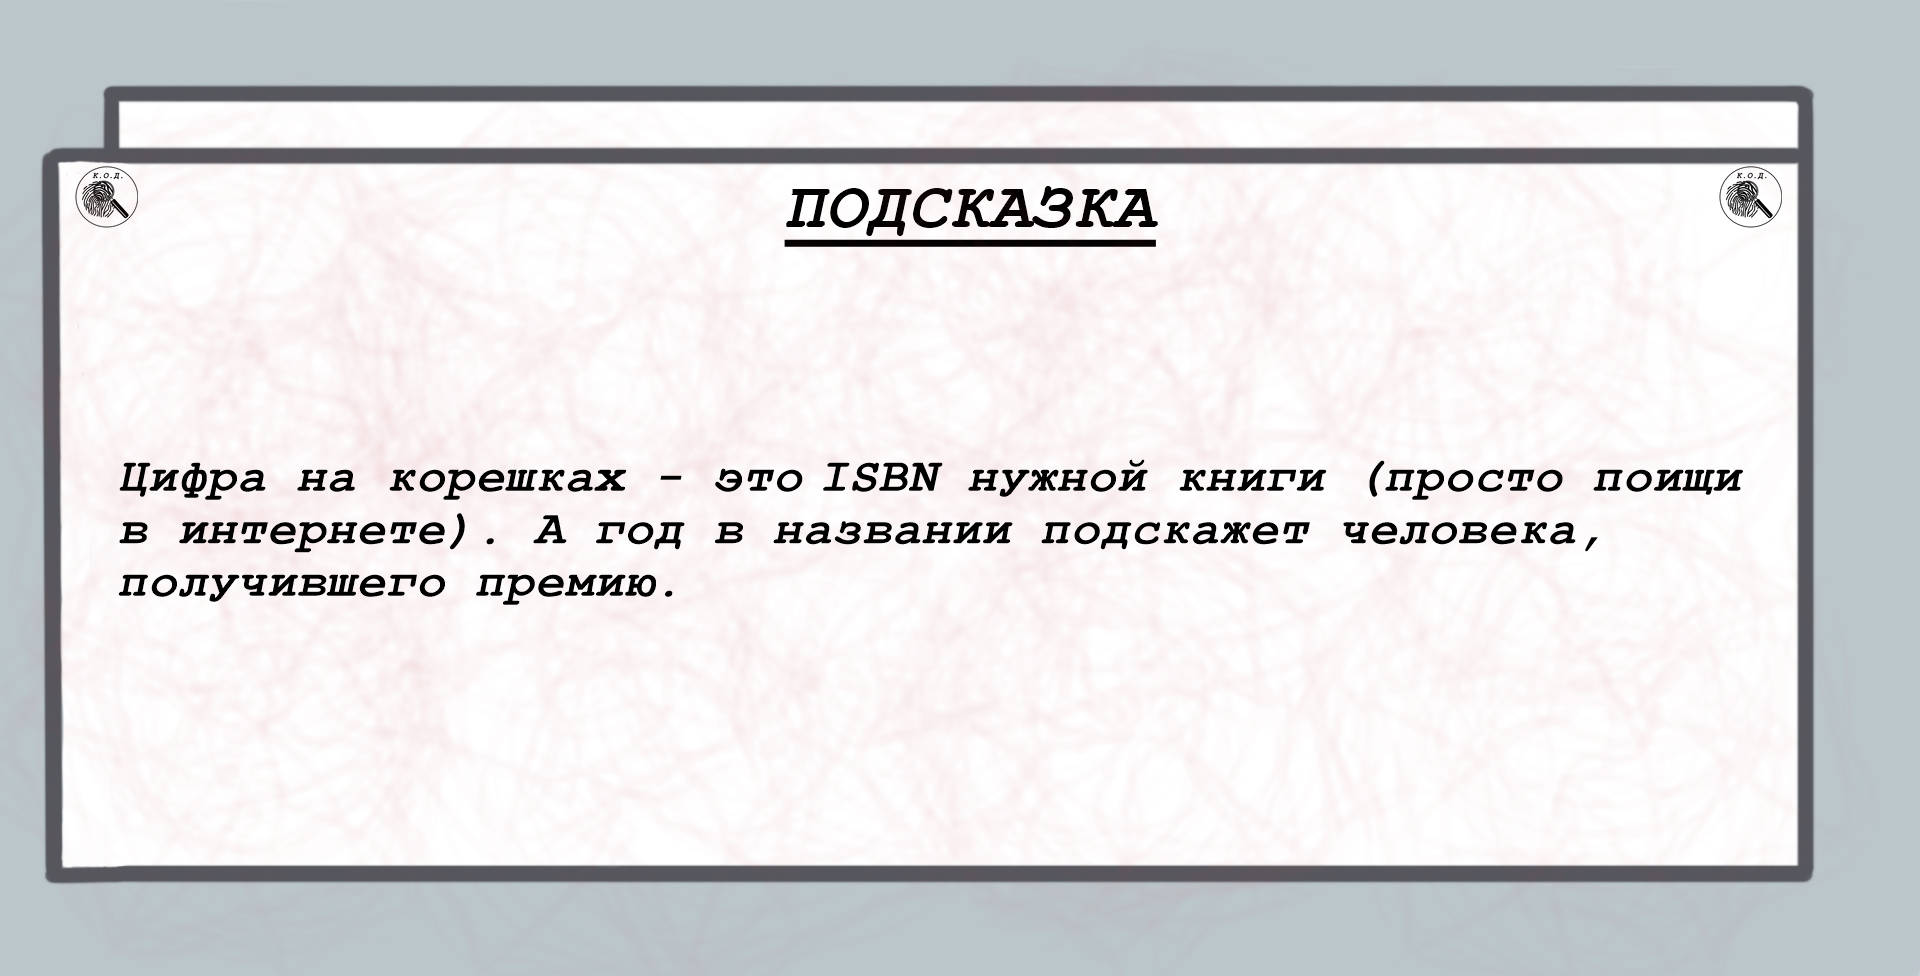 К.О.Д.
К.О.Д.
ПОДСКАЗКА
Цифра на корешках – это ISBN нужной книги (просто поищи
в интернете). А год в названии подскажет человека,
получившего премию.